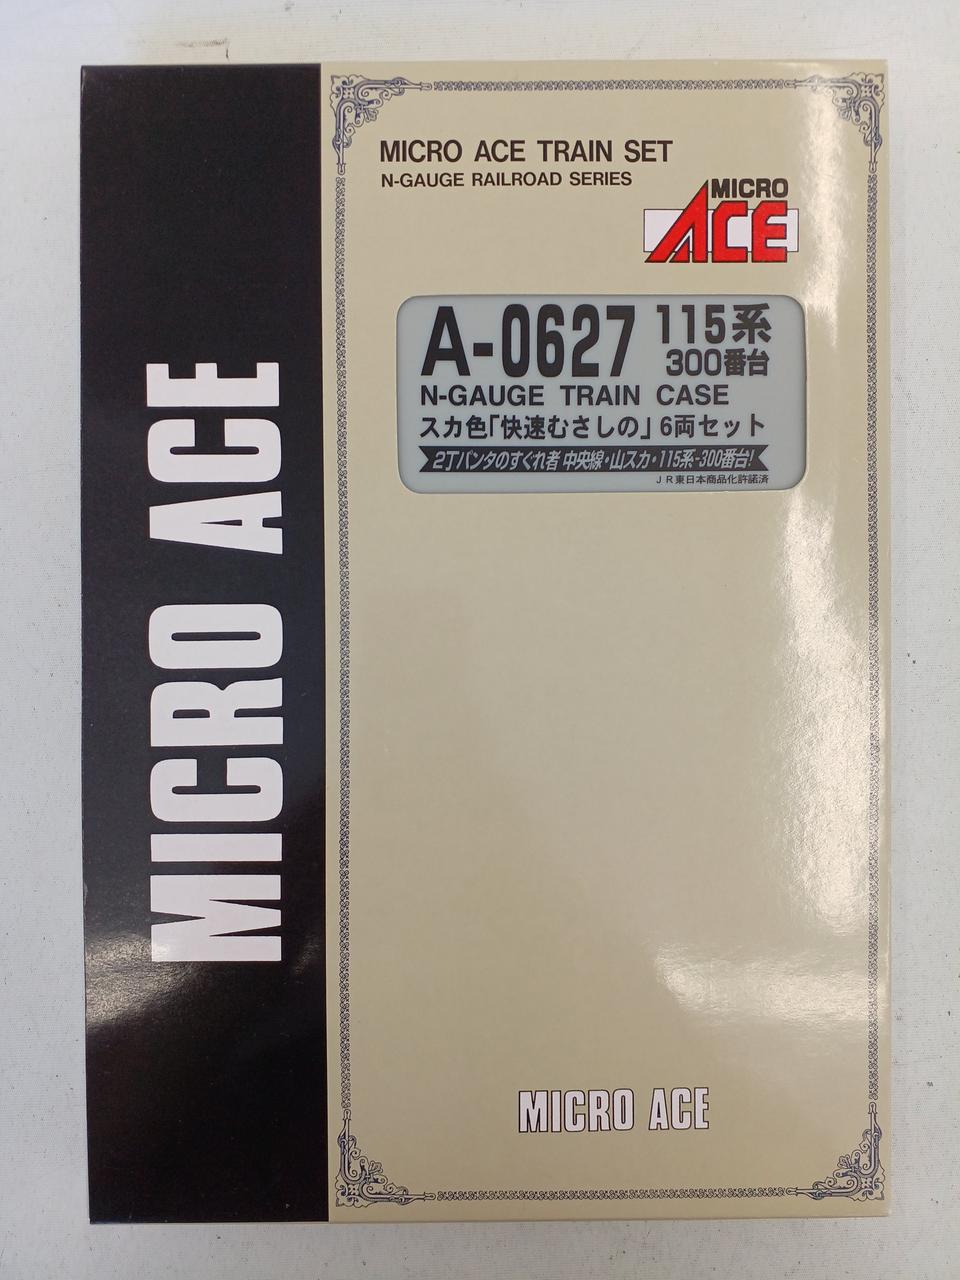 MICRO ACE
MICRO ACE TRAIN SET
N-GAUGE RAILROAD SERIES
MICRO
ACE
A-0627 115系
300番台
N-GAUGE TRAIN CASE
スカ色「快速むさしの」6両セット
2丁パンタのすぐれ者 中央線・山スカ・115系-300番台!
JR東日本商品化許諾済
MICRO ACE